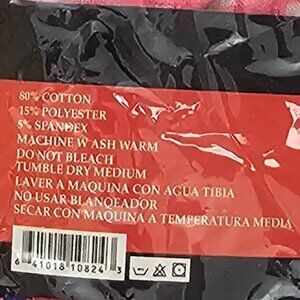 80% COTTON
15% POLYESTER
5% SPANDEX
MACHINE W ASH WARM
DO NOT BLEACH
TUMBLE DRY MEDIUM
LAVER A MAQUINA CON AGUA TIBIA
NO USAR BLANQEADOR
SECAR CON MAQUINA A TEMPERATURA MEDIA
6 41018 10824 3